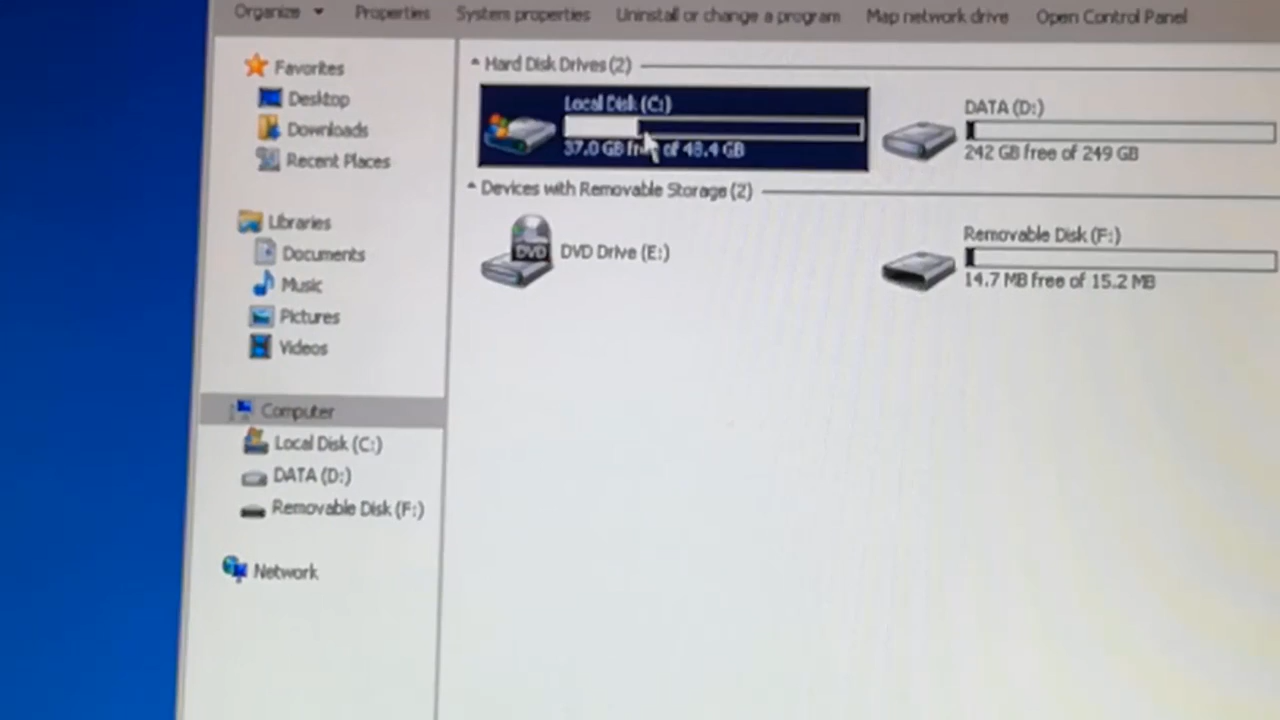 Organize
Properties
System properties
Uninstall or change a program
Map network drive
Open Control Panel
Favorites
Desktop
Downloads
Recent Places
Libraries
Documents
Music
Pictures
Videos
Computer
Local Disk (C:)
DATA (D:)
Removable Disk (F:)
Network
Hard Disk Drives (2)
Local Disk (C:)
37.0 GB free of 48.4 GB
DATA (D:)
242 GB free of 249 GB
Devices with Removable Storage (2)
DVD
DVD Drive (E:)
Removable Disk (F:)
14.7 MB free of 15.2 MB